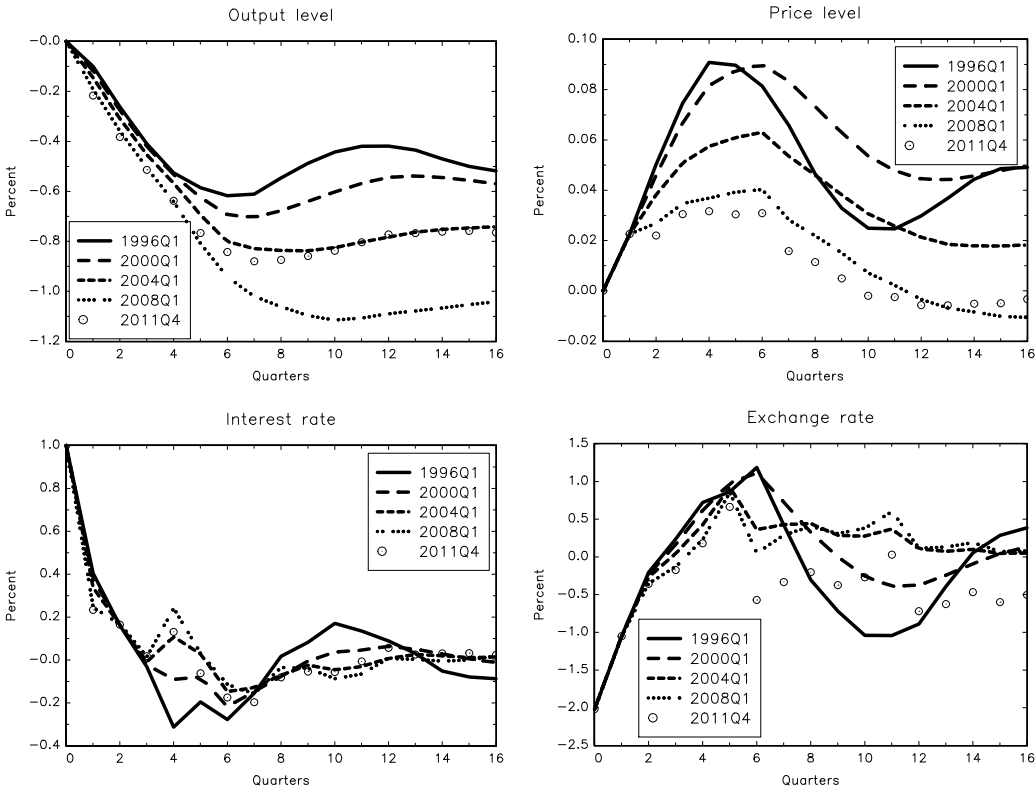 Output level
-0.0
-0.2
-0.4
-0.6
-0.8
-1.0
-1.2
Percent
1996Q1
2000Q1
2004Q1
2008Q1
2011Q4
0 2 4 6 8 10 12 14 16
Quarters
Price level
0.10
0.08
0.06
0.04
0.02
0.00
-0.02
Percent
1996Q1
2000Q1
2004Q1
2008Q1
2011Q4
0 2 4 6 8 10 12 14 16
Quarters
Interest rate
1.0
0.8
0.6
0.4
0.2
-0.0
-0.2
-0.4
Percent
1996Q1
2000Q1
2004Q1
2008Q1
2011Q4
0 2 4 6 8 10 12 14 16
Quarters
Exchange rate
1.5
1.0
0.5
0.0
-0.5
-1.0
-1.5
-2.0
-2.5
Percent
1996Q1
2000Q1
2004Q1
2008Q1
2011Q4
0 2 4 6 8 10 12 14 16
Quarters